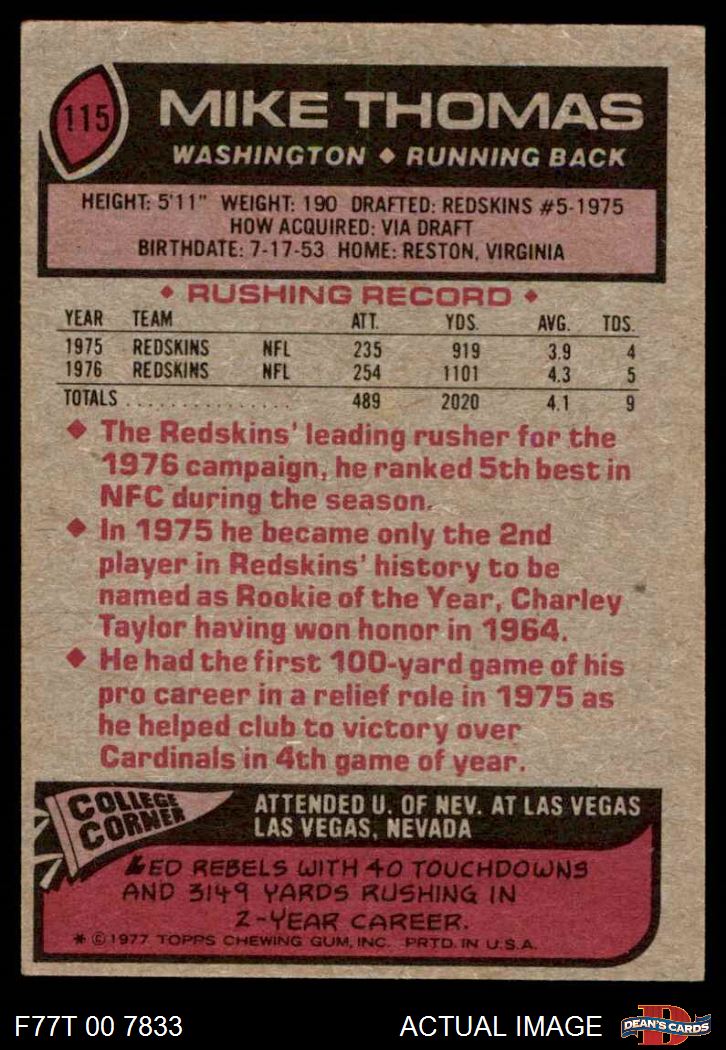 115
MIKE THOMAS
WASHINGTON ◆ RUNNING BACK
HEIGHT: 5'11" WEIGHT: 190 DRAFTED: REDSKINS #5-1975
HOW ACQUIRED: VIA DRAFT
BIRTHDATE: 7-17-53 HOME: RESTON, VIRGINIA
◆ RUSHING RECORD ◆
YEAR TEAM ATT. YDS. AVG. TDS.
1975 REDSKINS NFL 235 919 3.9 4
1976 REDSKINS NFL 254 1101 4.3 5
TOTALS . . . . . . . . . . . . . . . . 489 2020 4.1 9
◆ The Redskins' leading rusher for the
1976 campaign, he ranked 5th best in
NFC during the season.
◆ In 1975 he became only the 2nd
player in Redskins' history to be
named as Rookie of the Year, Charley
Taylor having won honor in 1964.
◆ He had the first 100-yard game of his
pro career in a relief role in 1975 as
he helped club to victory over
Cardinals in 4th game of year.
COLLEGE
CORNER
ATTENDED U. OF NEV. AT LAS VEGAS
LAS VEGAS, NEVADA
LED REBELS WITH 40 TOUCHDOWNS
AND 3149 YARDS RUSHING IN
2-YEAR CAREER.
* © 1977 TOPPS CHEWING GUM, INC. PRTD. IN U.S.A.
F77T 00 7833 ACTUAL IMAGE
D
DEAN'S CARDS